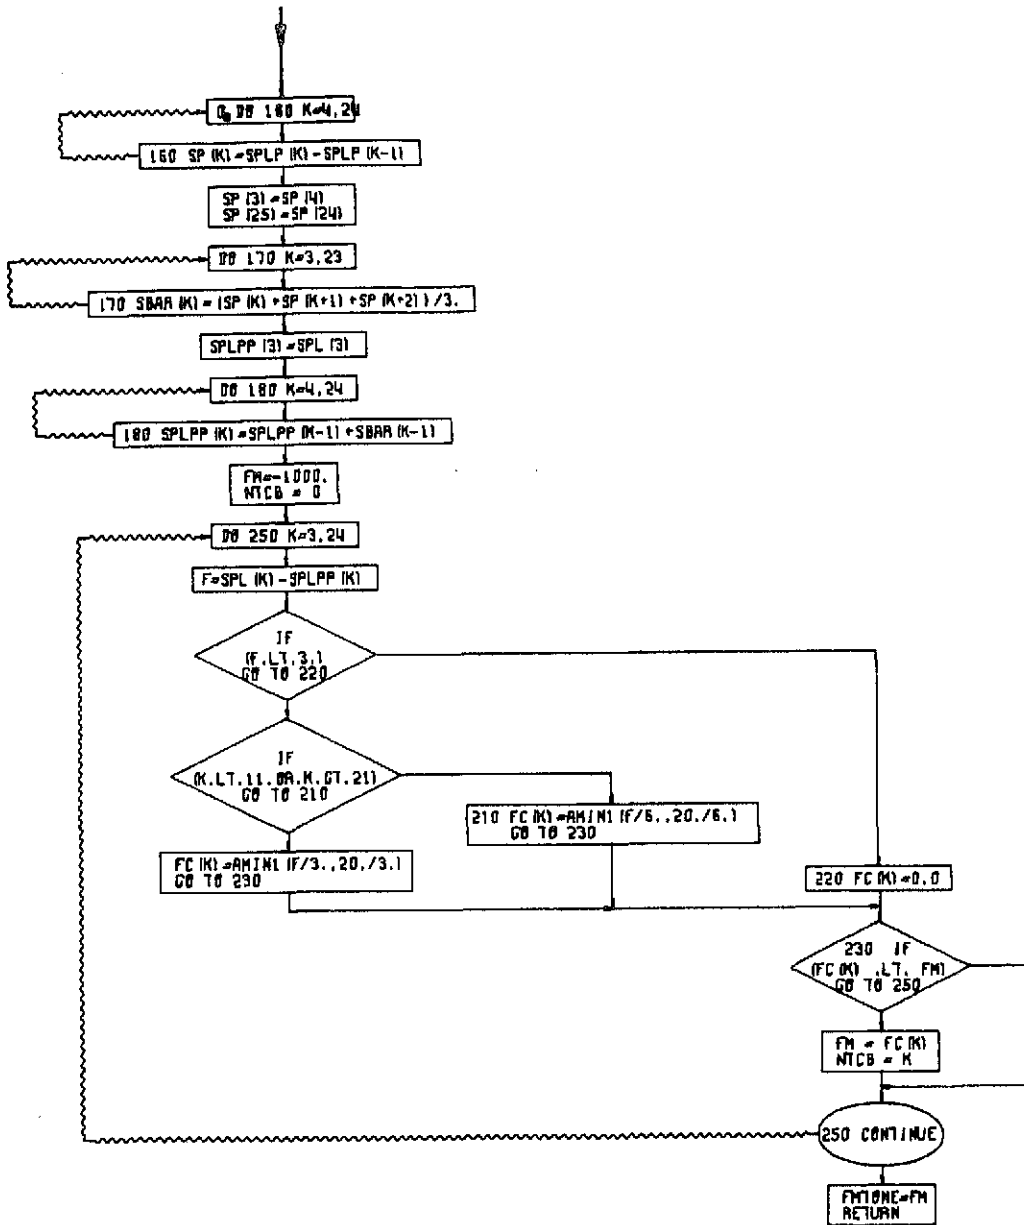 DO 160 K=4,24
160 SP(K)=SPLP(K)-SPLP(K-1)
SP(3)=SP(4)
SP(25)=SP(24)
DO 170 K=3,23
170 SBAR(K)=(SP(K)+SP(K+1)+SP(K+2))/3.
SPLPP(3)=SPL(3)
DO 180 K=4,24
180 SPLPP(K)=SPLPP(K-1)+SBAR(K-1)
FM=-1000.
NTCB = 0
DO 250 K=3,24
F=SPL(K)-SPLPP(K)
IF
(F.LT.3.)
GO TO 220
IF
(K.LT.11.OR.K.GT.21)
GO TO 210
210 FC(K)=AMIN1(F/6.,20./6.)
GO TO 230
FC(K)=AMIN1(F/3.,20./3.)
GO TO 230
220 FC(K)=0.0
230 IF
(FC(K) .LT. FM)
GO TO 250
FM = FC(K)
NTCB = K
250 CONTINUE
FMTONE=FM
RETURN